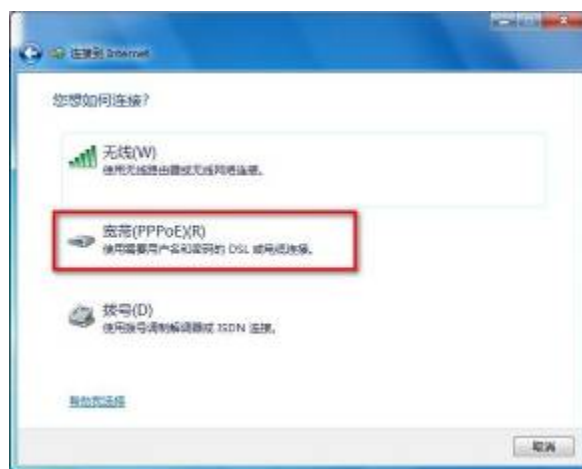 连接到 Internet
您想如何连接?
无线(W)
使用无线路由器或无线网络连接。
宽带(PPPoE)(R)
使用需要用户名和密码的 DSL 或电缆连接。
拨号(D)
使用拨号调制解调器或 ISDN 连接。
帮助我选择
取消